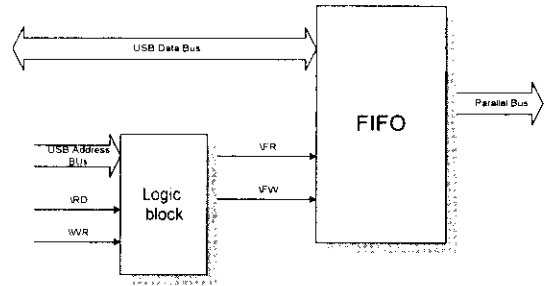 USB Data Bus
Parallel Bus
FIFO
USB Address
BUs
\FR
Logic
block
\FW
\RD
\WR